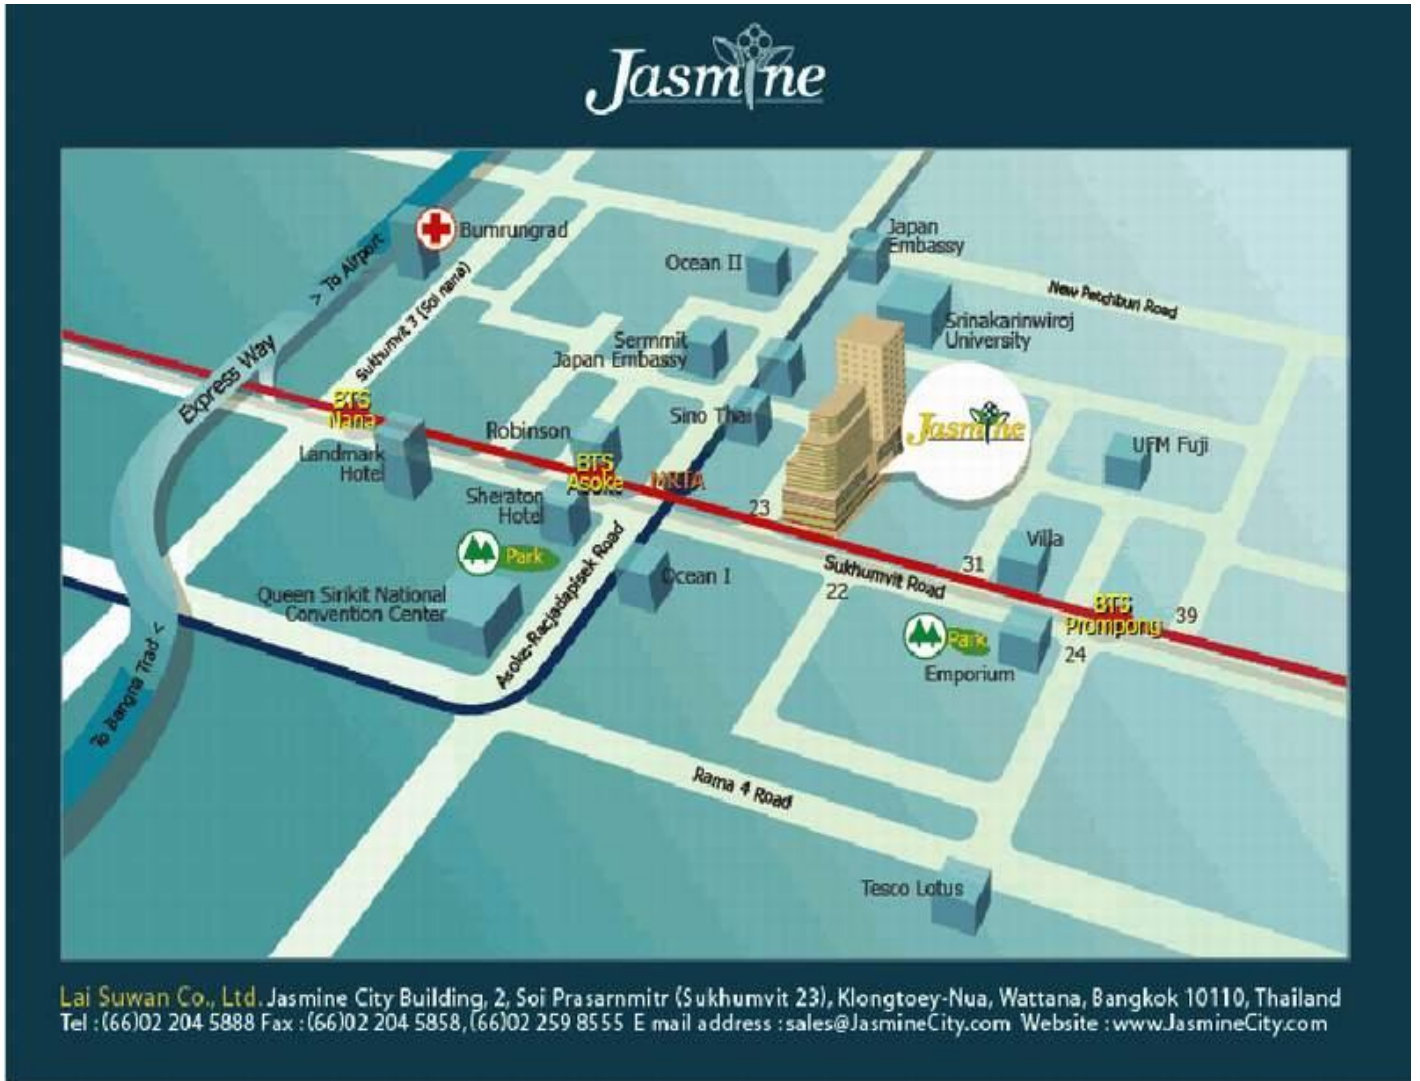 Jasmine
Bumrungrad
> To Airport
Sukhumvit 3 (Soi nana)
Express Way
Japan
Embassy
Ocean II
New Petchburi Road
Srinakarinwiroj
University
Sermmit
Japan Embassy
BTS
Nana
Sino Thai
Jasmine
Robinson
UFM Fuji
Landmark
Hotel
BTS
Asoke
MRTA
Sheraton
Hotel
23
Park
Villa
31
Sukhumvit Road
22
Ocean I
Queen Sirikit National
Convention Center
Asoke-Racjadapisek Road
BTS
Prompong
39
Park
24
Emporium
To Bangna Trad <
Rama 4 Road
Tesco Lotus
Lai Suwan Co., Ltd. Jasmine City Building, 2, Soi Prasarnmitr (Sukhumvit 23), Klongtoey-Nua, Wattana, Bangkok 10110, Thailand
Tel :(66)02 204 5888 Fax :(66)02 204 5858, (66)02 259 8555 E mail address :sales@JasmineCity.com Website :www.JasmineCity.com